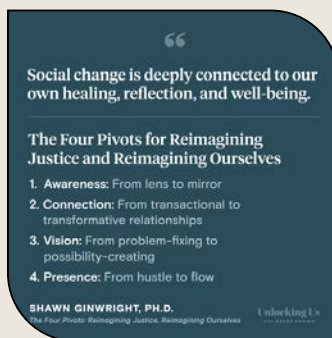 “
Social change is deeply connected to our
own healing, reflection, and well-being.
The Four Pivots for Reimagining
Justice and Reimagining Ourselves
1. Awareness: From lens to mirror
2. Connection: From transactional to
transformative relationships
3. Vision: From problem-fixing to
possibility-creating
4. Presence: From hustle to flow
SHAWN GINWRIGHT, PH.D.
The Four Pivots: Reimagining Justice, Reimagining Ourselves
Unlocking Us